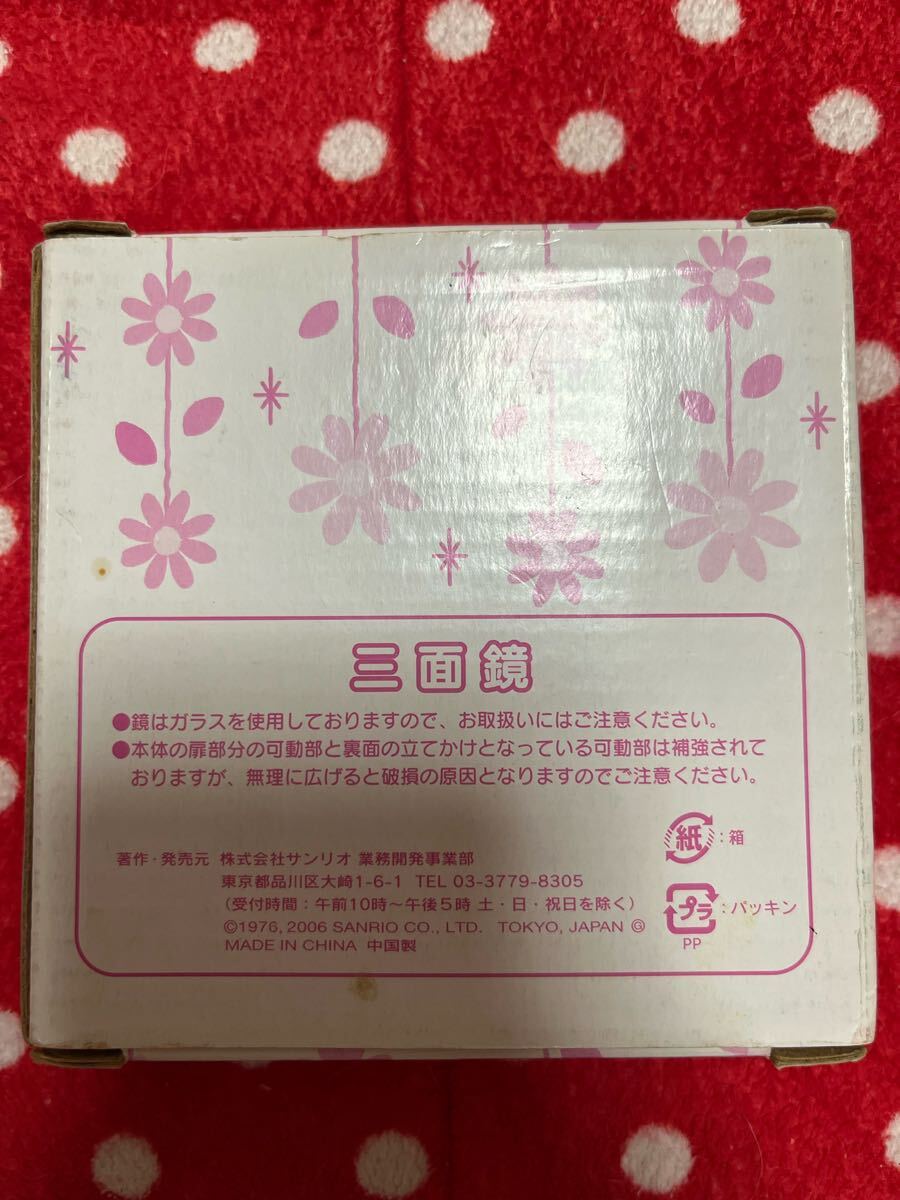 三面鏡
●鏡はガラスを使用しておりますので、お取扱いにはご注意ください。
●本体の扉部分の可動部と裏面の立てかけとなっている可動部は補強されて
おりますが、無理に広げると破損の原因となりますのでご注意ください。
紙:箱
著作・発売元 株式会社サンリオ 業務開発事業部
東京都品川区大崎1-6-1 TEL 03-3779-8305
(受付時間:午前10時〜午後5時 土・日・祝日を除く)
©1976, 2006 SANRIO CO., LTD. TOKYO, JAPAN Ⓖ
MADE IN CHINA 中国製
プラ:パッキン
PP